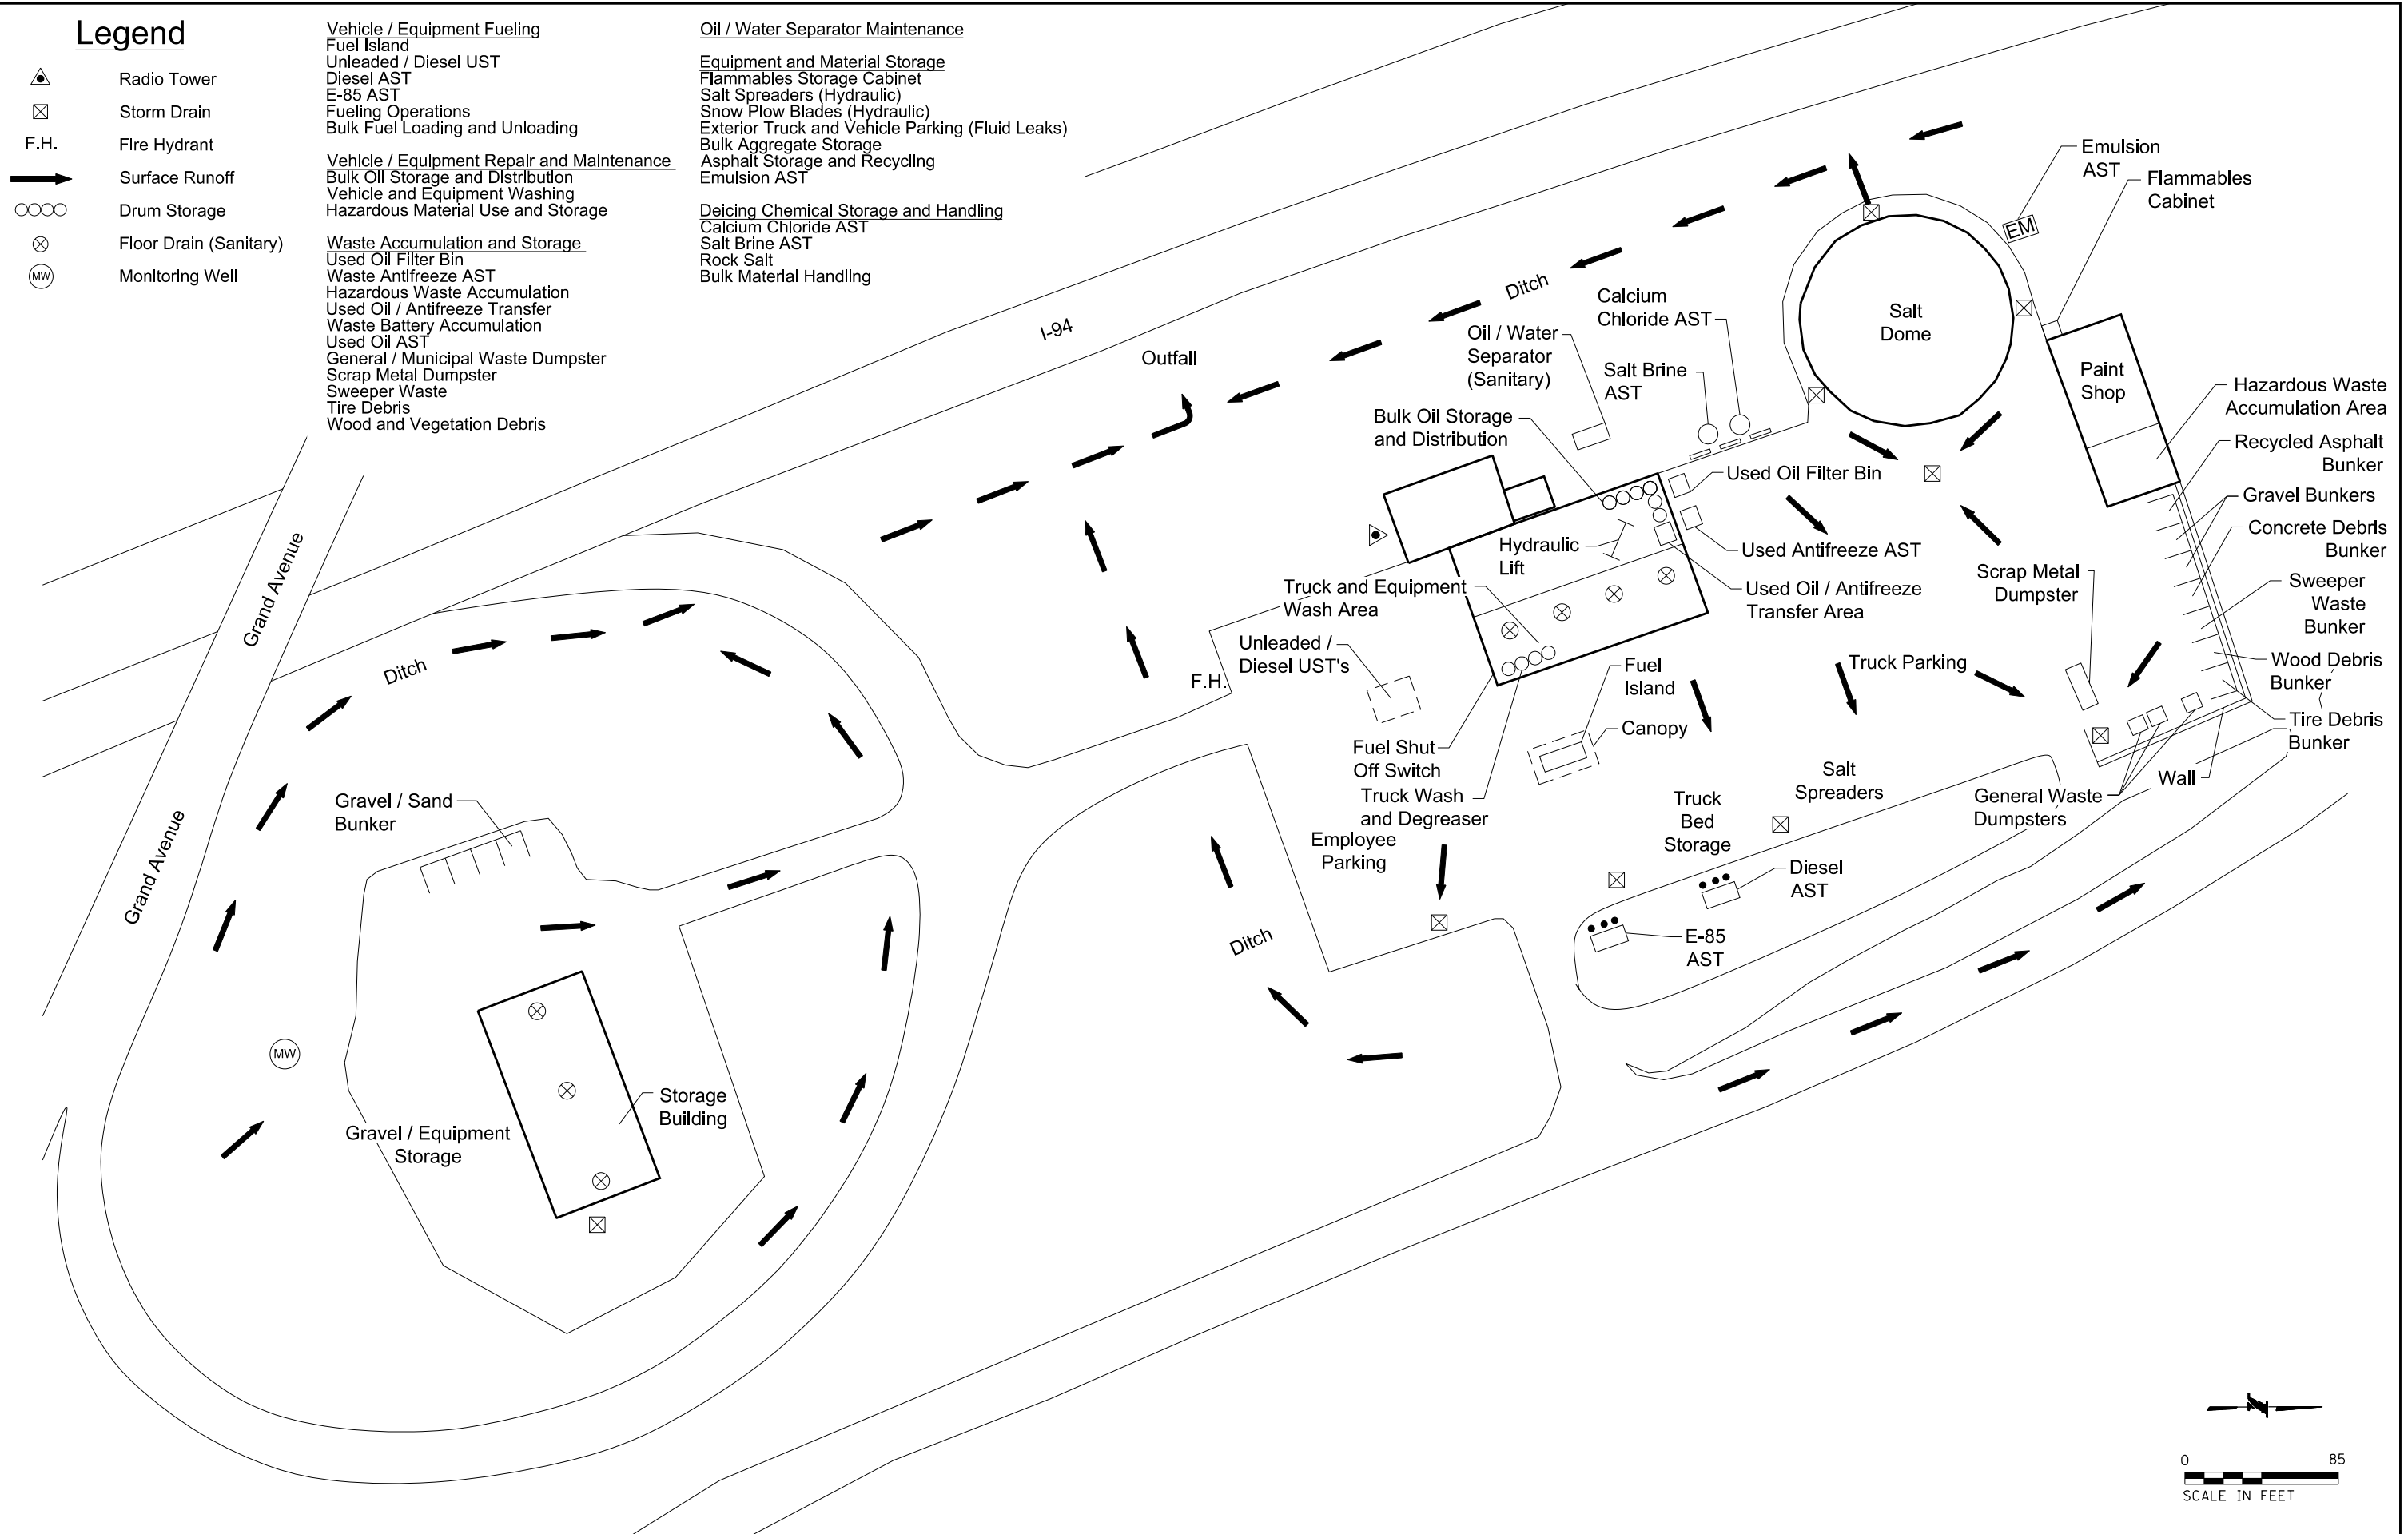 Legend
Radio Tower
Storm Drain
F.H.
Fire Hydrant
Surface Runoff
Drum Storage
Floor Drain (Sanitary)
MW
Monitoring Well
Vehicle / Equipment Fueling
Fuel Island
Unleaded / Diesel UST
Diesel AST
E-85 AST
Fueling Operations
Bulk Fuel Loading and Unloading
Vehicle / Equipment Repair and Maintenance
Bulk Oil Storage and Distribution
Vehicle and Equipment Washing
Hazardous Material Use and Storage
Waste Accumulation and Storage
Used Oil Filter Bin
Waste Antifreeze AST
Hazardous Waste Accumulation
Used Oil / Antifreeze Transfer
Waste Battery Accumulation
Used Oil AST
General / Municipal Waste Dumpster
Scrap Metal Dumpster
Sweeper Waste
Tire Debris
Wood and Vegetation Debris
Oil / Water Separator Maintenance
Equipment and Material Storage
Flammables Storage Cabinet
Salt Spreaders (Hydraulic)
Snow Plow Blades (Hydraulic)
Exterior Truck and Vehicle Parking (Fluid Leaks)
Bulk Aggregate Storage
Asphalt Storage and Recycling
Emulsion AST
Deicing Chemical Storage and Handling
Calcium Chloride AST
Salt Brine AST
Rock Salt
Bulk Material Handling
Emulsion
AST
Flammables
Cabinet
EM
Ditch
Calcium
Chloride AST
Salt
Dome
I-94
Oil / Water
Separator
(Sanitary)
Outfall
Salt Brine
AST
Paint
Shop
Hazardous Waste
Accumulation Area
Bulk Oil Storage
and Distribution
Recycled Asphalt
Bunker
Used Oil Filter Bin
Gravel Bunkers
Concrete Debris
Bunker
Hydraulic
Lift
Used Antifreeze AST
Scrap Metal
Dumpster
Truck and Equipment
Wash Area
Used Oil / Antifreeze
Transfer Area
Sweeper
Waste
Bunker
Grand Avenue
Unleaded /
Diesel UST's
Ditch
F.H.
Fuel
Island
Truck Parking
Wood Debris
Bunker
Canopy
Tire Debris
Bunker
Fuel Shut
Off Switch
Salt
Spreaders
Wall
Gravel / Sand
Bunker
Truck Wash
and Degreaser
Truck
Bed
Storage
General Waste
Dumpsters
Employee
Parking
Grand Avenue
Diesel
AST
Ditch
E-85
AST
MW
Storage
Building
Gravel / Equipment
Storage
N
0 85
SCALE IN FEET